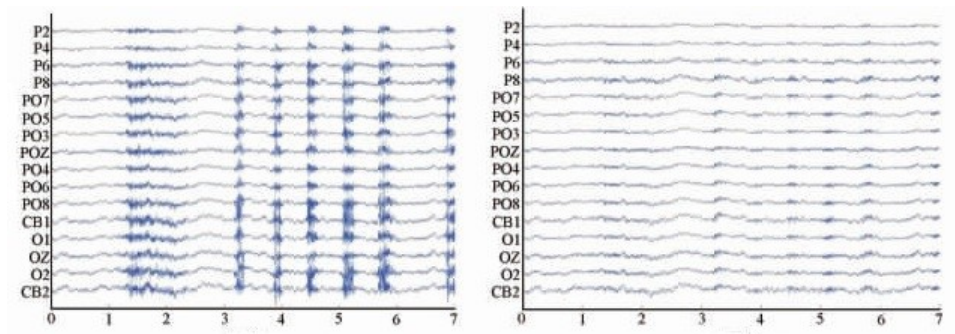 P2
P4
P6
P8
PO7
PO5
PO3
POZ
PO4
PO6
PO8
CB1
O1
OZ
O2
CB2
0 1 2 3 4 5 6 7
P2
P4
P6
P8
PO7
PO5
PO3
POZ
PO4
PO6
PO8
CB1
O1
OZ
O2
CB2
0 1 2 3 4 5 6 7